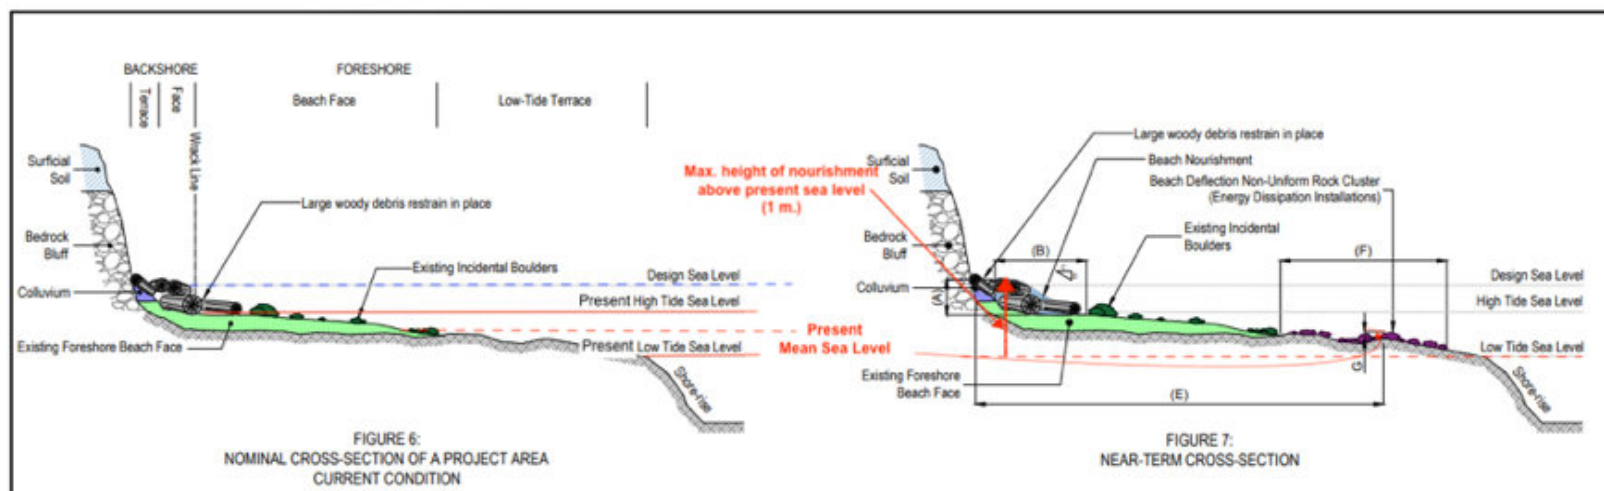 BACKSHORE
FORESHORE
Terrace
Face
Beach Face
Low-Tide Terrace
Wrack Line
Surficial
Soil
Large woody debris restrain in place
Bedrock
Bluff
Existing Incidental Boulders
Design Sea Level
Colluvium
Present High Tide Sea Level
Existing Foreshore Beach Face
Present Low Tide Sea Level
Shore-rise
FIGURE 6:
NOMINAL CROSS-SECTION OF A PROJECT AREA
CURRENT CONDITION
Large woody debris restrain in place
Beach Nourishment
Surficial
Soil
Max. height of nourishment
above present sea level
(1 m.)
Beach Deflection Non-Uniform Rock Cluster
(Energy Dissipation Installations)
Existing Incidental
Boulders
Bedrock
Bluff
(B)
(F)
Design Sea Level
Colluvium
(A)
High Tide Sea Level
Present
Mean Sea Level
Low Tide Sea Level
G
Existing Foreshore
Beach Face
(E)
Shore-rise
FIGURE 7:
NEAR-TERM CROSS-SECTION